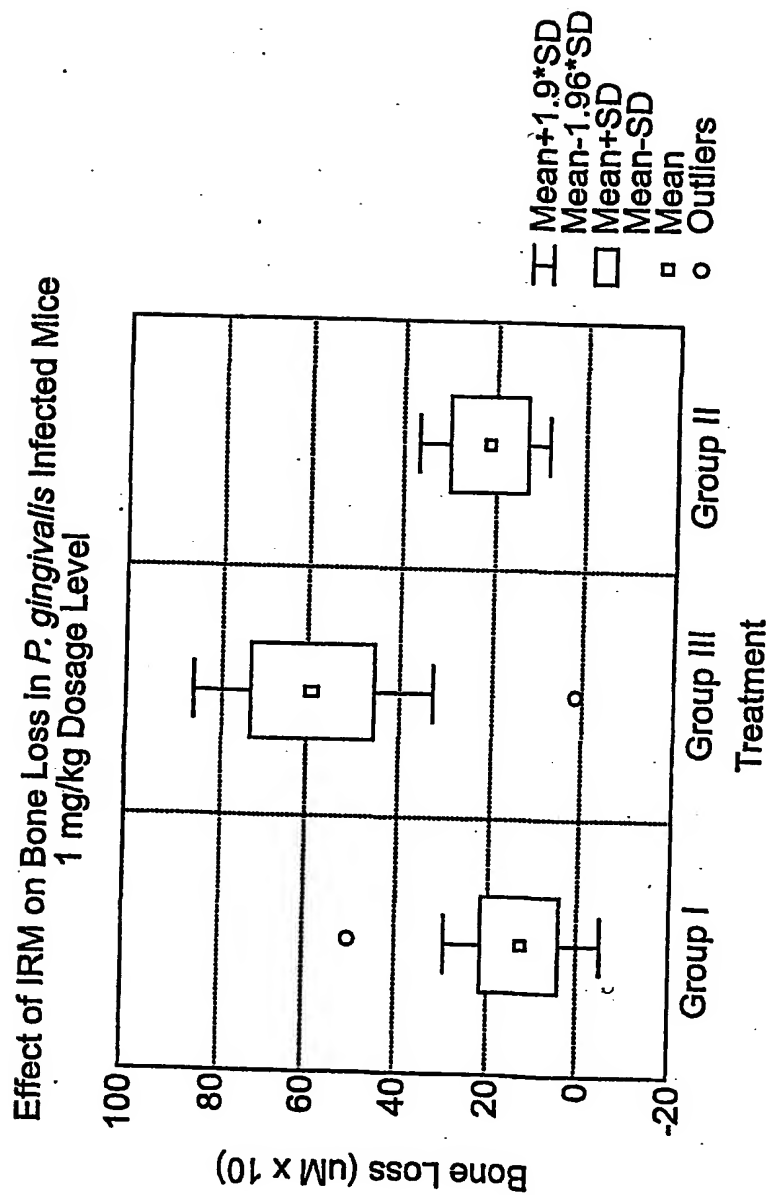 Effect of IRM on Bone Loss in P. gingivalis Infected Mice
1 mg/kg Dosage Level
Bone Loss (uM x 10)
100
80
60
40
20
0
-20
Group I
Group III
Group II
Treatment
Mean+1.9*SD
Mean-1.96*SD
Mean+SD
Mean-SD
Mean
Outliers